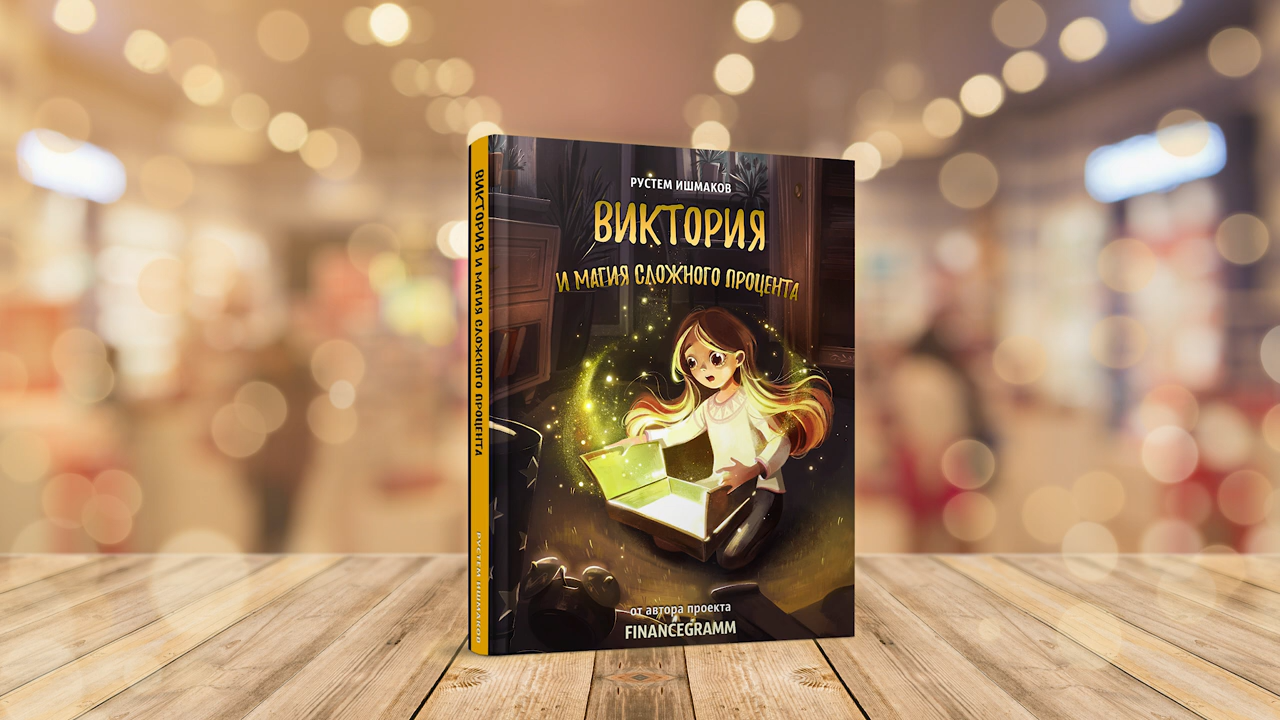 РУСТЕМ ИШМАКОВ
ВИКТОРИЯ
И МАГИЯ СЛОЖНОГО ПРОЦЕНТА
от автора проекта
FINANCEGRAMM
ВИКТОРИЯ И МАГИЯ СЛОЖНОГО ПРОЦЕНТА
РУСТЕМ ИШМАКОВ